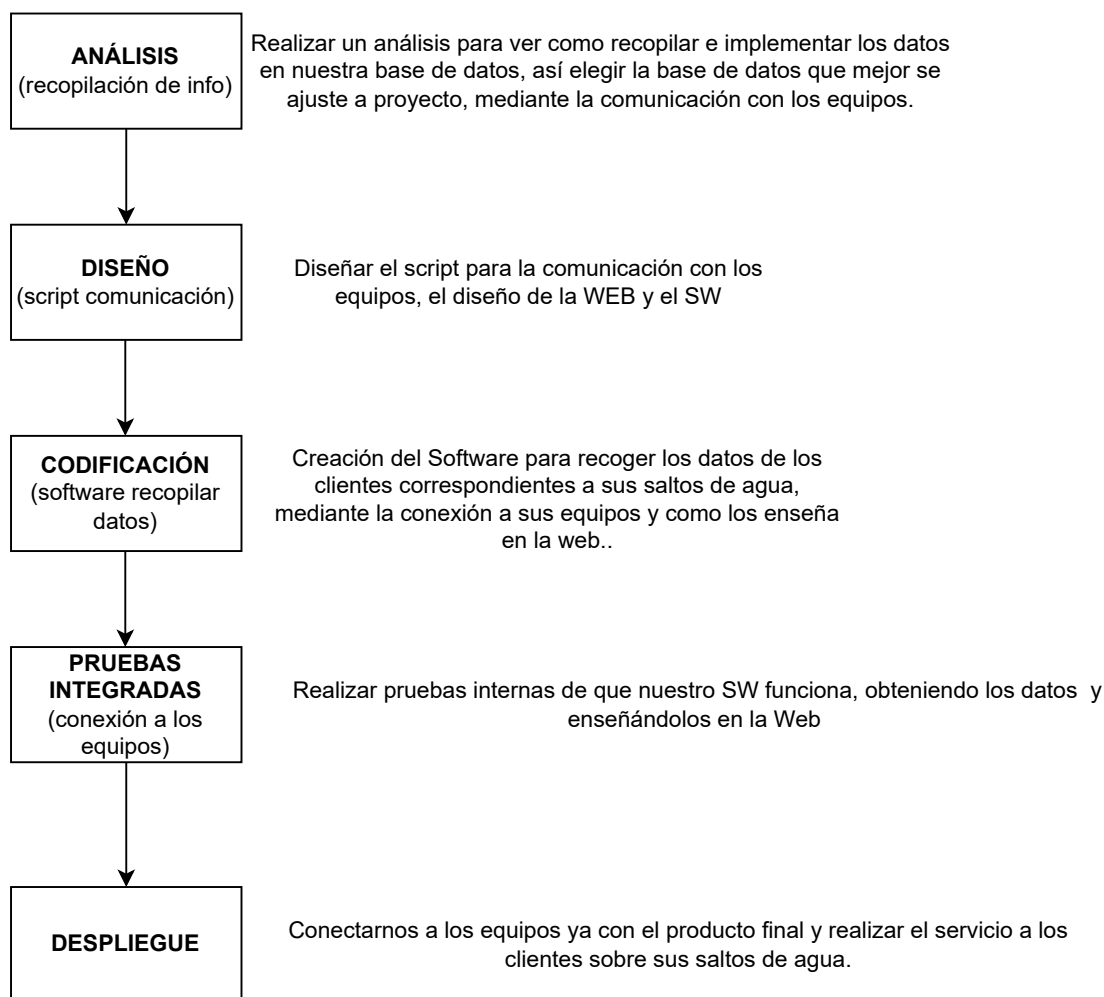 ANÁLISIS
(recopilación de info)
Realizar un análisis para ver como recopilar e implementar los datos
en nuestra base de datos, así elegir la base de datos que mejor se
ajuste a proyecto, mediante la comunicación con los equipos.
DISEÑO
(script comunicación)
Diseñar el script para la comunicación con los
equipos, el diseño de la WEB y el SW
CODIFICACIÓN
(software recopilar
datos)
Creación del Software para recoger los datos de los
clientes correspondientes a sus saltos de agua,
mediante la conexión a sus equipos y como los enseña
en la web..
PRUEBAS
INTEGRADAS
(conexión a los
equipos)
Realizar pruebas internas de que nuestro SW funciona, obteniendo los datos y
enseñándolos en la Web
DESPLIEGUE
Conectarnos a los equipos ya con el producto final y realizar el servicio a los
clientes sobre sus saltos de agua.